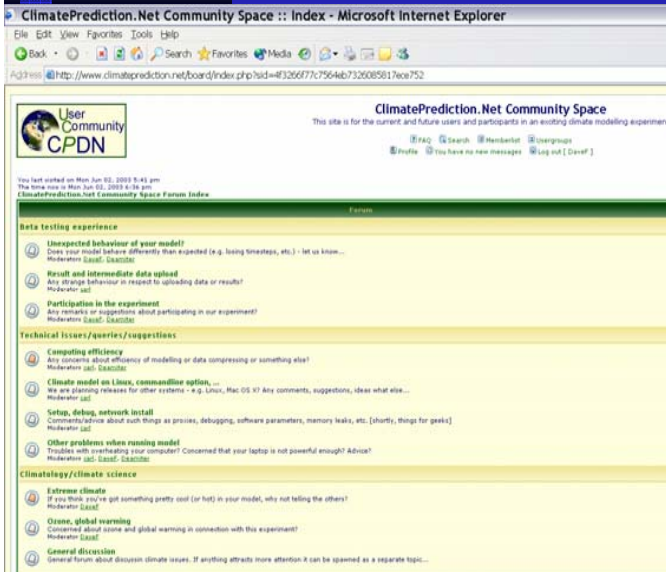 ClimatePrediction.Net Community Space :: Index - Microsoft Internet Explorer
File Edit View Favorites Tools Help
Back Search Favorites Media
Address http://www.climateprediction.net/board/index.php?sid=4f3266f77c7564eb7326085817ece752
User
Community
CPDN
ClimatePrediction.Net Community Space
This site is for the current and future users and participants in an exciting climate modelling experimen
FAQ Search Memberlist Usergroups
Profile You have no new messages Log out [ DaveF ]
You last visited on Mon Jun 02, 2003 5:41 pm
The time now is Mon Jun 02, 2003 6:36 pm
ClimatePrediction.Net Community Space Forum Index
Forum
Beta testing experience
Unexpected behaviour of your model?
Does your model behave differently than expected (e.g. losing timesteps, etc.) - let us know...
Moderators DaveF, Deamiter
Result and intermediate data upload
Any strange behaviour in respect to uploading data or results?
Moderator carl
Participation in the experiment
Any remarks or suggestions about participating in our experiment?
Moderators DaveF, Deamiter
Technical issues/queries/suggestions
Computing efficiency
Any concerns about efficiency of modelling or data compressing or something else?
Moderators carl, Deamiter
Climate model on Linux, commandline option, ...
We are planning releases for other systems - e.g. Linux, Mac OS X? Any comments, suggestions, ideas what else...
Moderator carl
Setup, debug, network install
Comments/advice about such things as proxies, debugging, software parameters, memory leaks, etc. [shortly, things for geeks]
Moderator carl
Other problems when running model
Troubles with overheating your computer? Concerned that your laptop is not powerful enough? Advice?
Moderators carl, DaveF, Deamiter
Climatology/climate science
Extreme climate
If you think you've got something pretty cool (or hot) in your model, why not telling the others?
Moderator DaveF
Ozone, global warming
Concerned about ozone and global warming in connection with this experiment?
Moderator DaveF
General discussion
General forum about discussin climate issues. If anything attracts more attention it can be spawned as a separate topic...